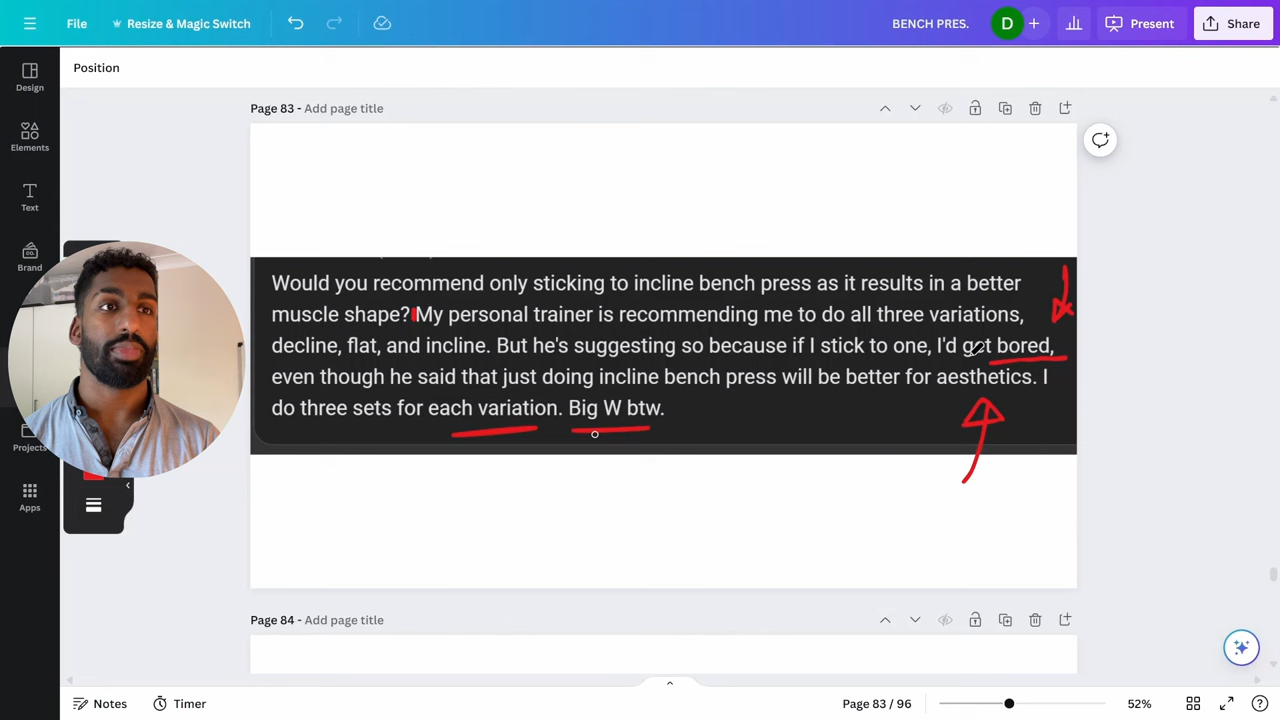 File
Resize & Magic Switch
BENCH PRES.
D
Present
Share
Position
Design
Elements
Text
Brand
Projects
Apps
Page 83 - Add page title
Would you recommend only sticking to incline bench press as it results in a better
muscle shape? My personal trainer is recommending me to do all three variations,
decline, flat, and incline. But he's suggesting so because if I stick to one, I'd get bored,
even though he said that just doing incline bench press will be better for aesthetics. I
do three sets for each variation. Big W btw.
Page 84 - Add page title
Notes
Timer
Page 83 / 96
52%